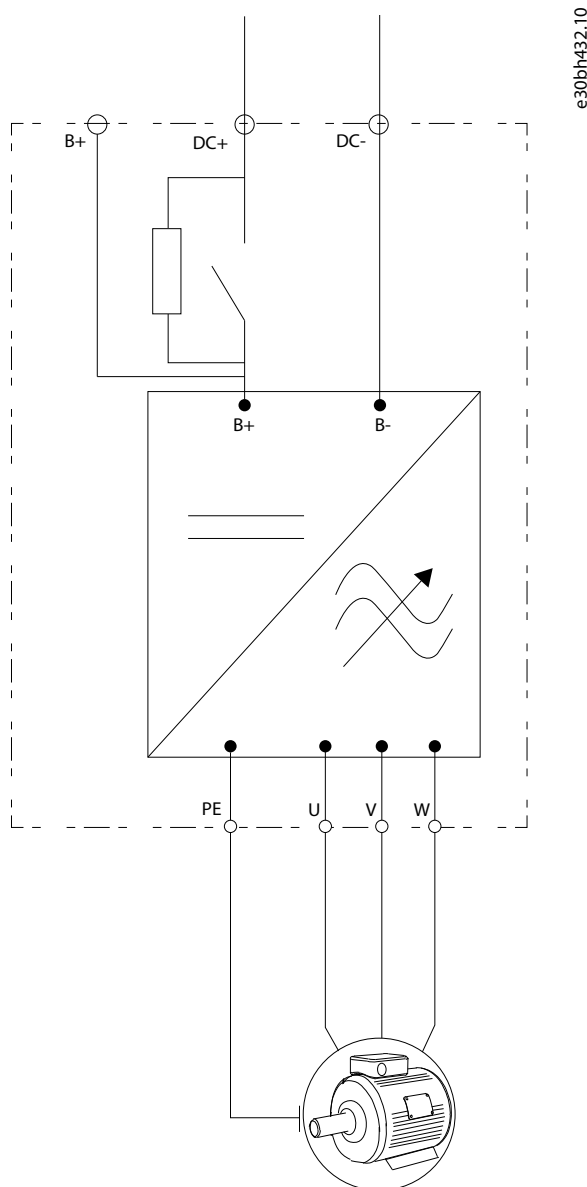 e30bh432.10
B+
DC+
DC-
B+
B-
PE
U
V
W